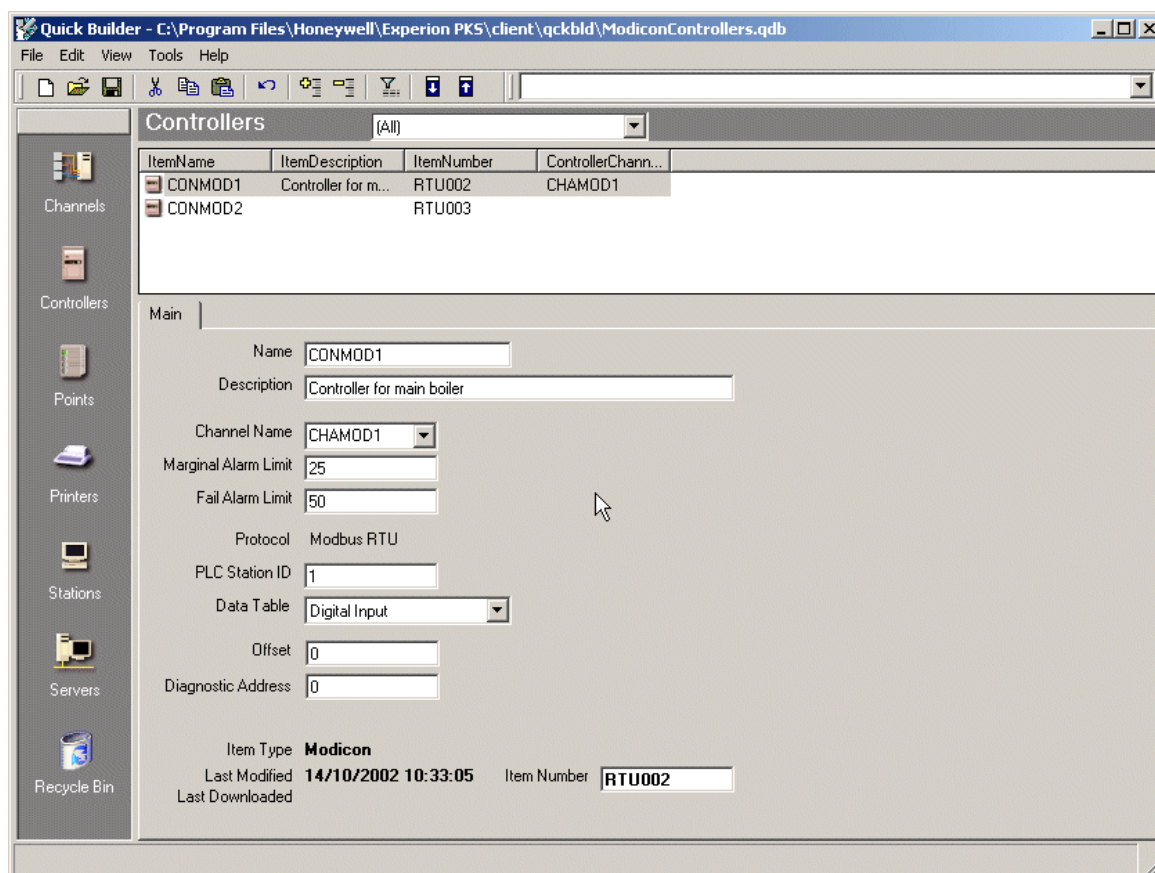 Quick Builder - C:\Program Files\Honeywell\Experion PKS\client\qckbld\ModiconControllers.qdb
File Edit View Tools Help
Controllers (All)
ItemName ItemDescription ItemNumber ControllerChann...
CONMOD1 Controller for m... RTU002 CHAMOD1
CONMOD2 RTU003
Channels
Controllers
Points
Printers
Stations
Servers
Recycle Bin
Main
Name CONMOD1
Description Controller for main boiler
Channel Name CHAMOD1
Marginal Alarm Limit 25
Fail Alarm Limit 50
Protocol Modbus RTU
PLC Station ID 1
Data Table Digital Input
Offset 0
Diagnostic Address 0
Item Type Modicon
Last Modified 14/10/2002 10:33:05 Item Number RTU002
Last Downloaded